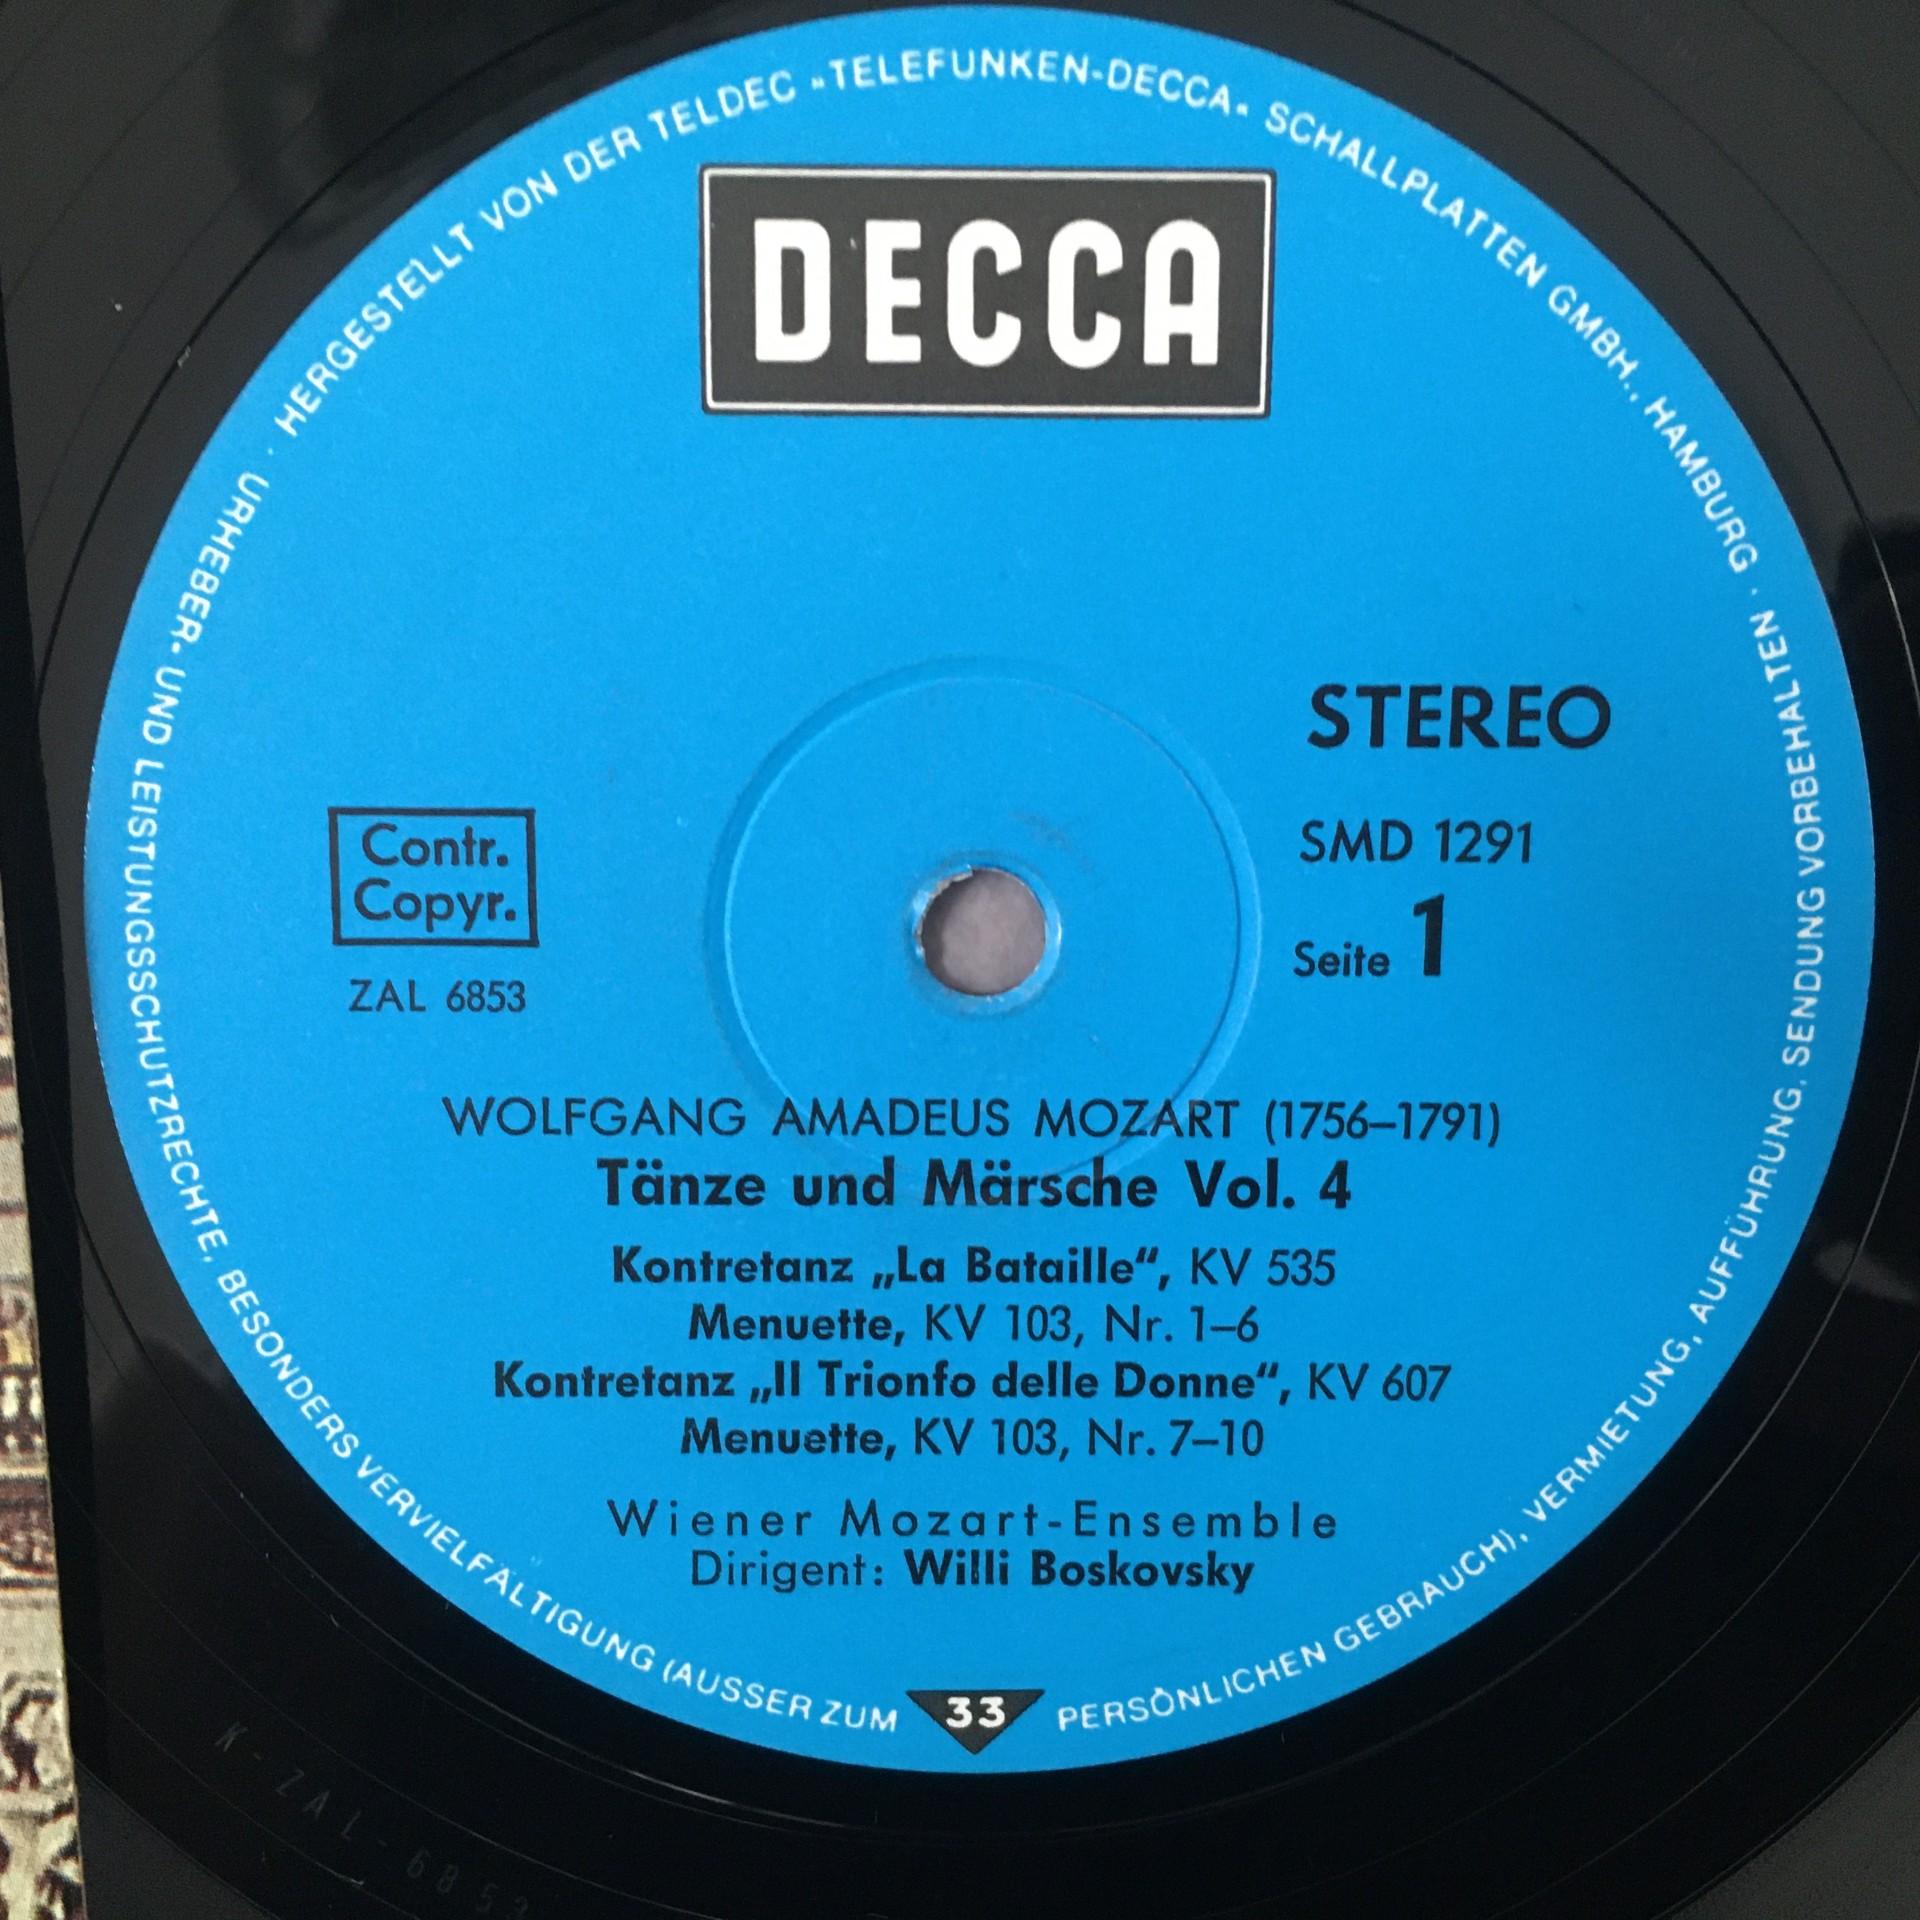 HERGESTELLT VON DER TELDEC »TELEFUNKEN-DECCA« SCHALLPLATTEN GMBH., HAMBURG ·
DECCA
STEREO
SMD 1291
Seite 1
Contr.
Copyr.
ZAL 6853
WOLFGANG AMADEUS MOZART (1756–1791)
Tänze und Märsche Vol. 4
Kontretanz „La Bataille“, KV 535
Menuette, KV 103, Nr. 1–6
Kontretanz „Il Trionfo delle Donne“, KV 607
Menuette, KV 103, Nr. 7–10
Wiener Mozart-Ensemble
Dirigent: Willi Boskovsky
URHEBER- UND LEISTUNGSSCHUTZRECHTE, BESONDERS VERVIELFÄLTIGUNG (AUSSER ZUM PERSÖNLICHEN GEBRAUCH), VERMIETUNG, AUFFÜHRUNG, SENDUNG VORBEHALTEN ·
33
K-ZAL-6853